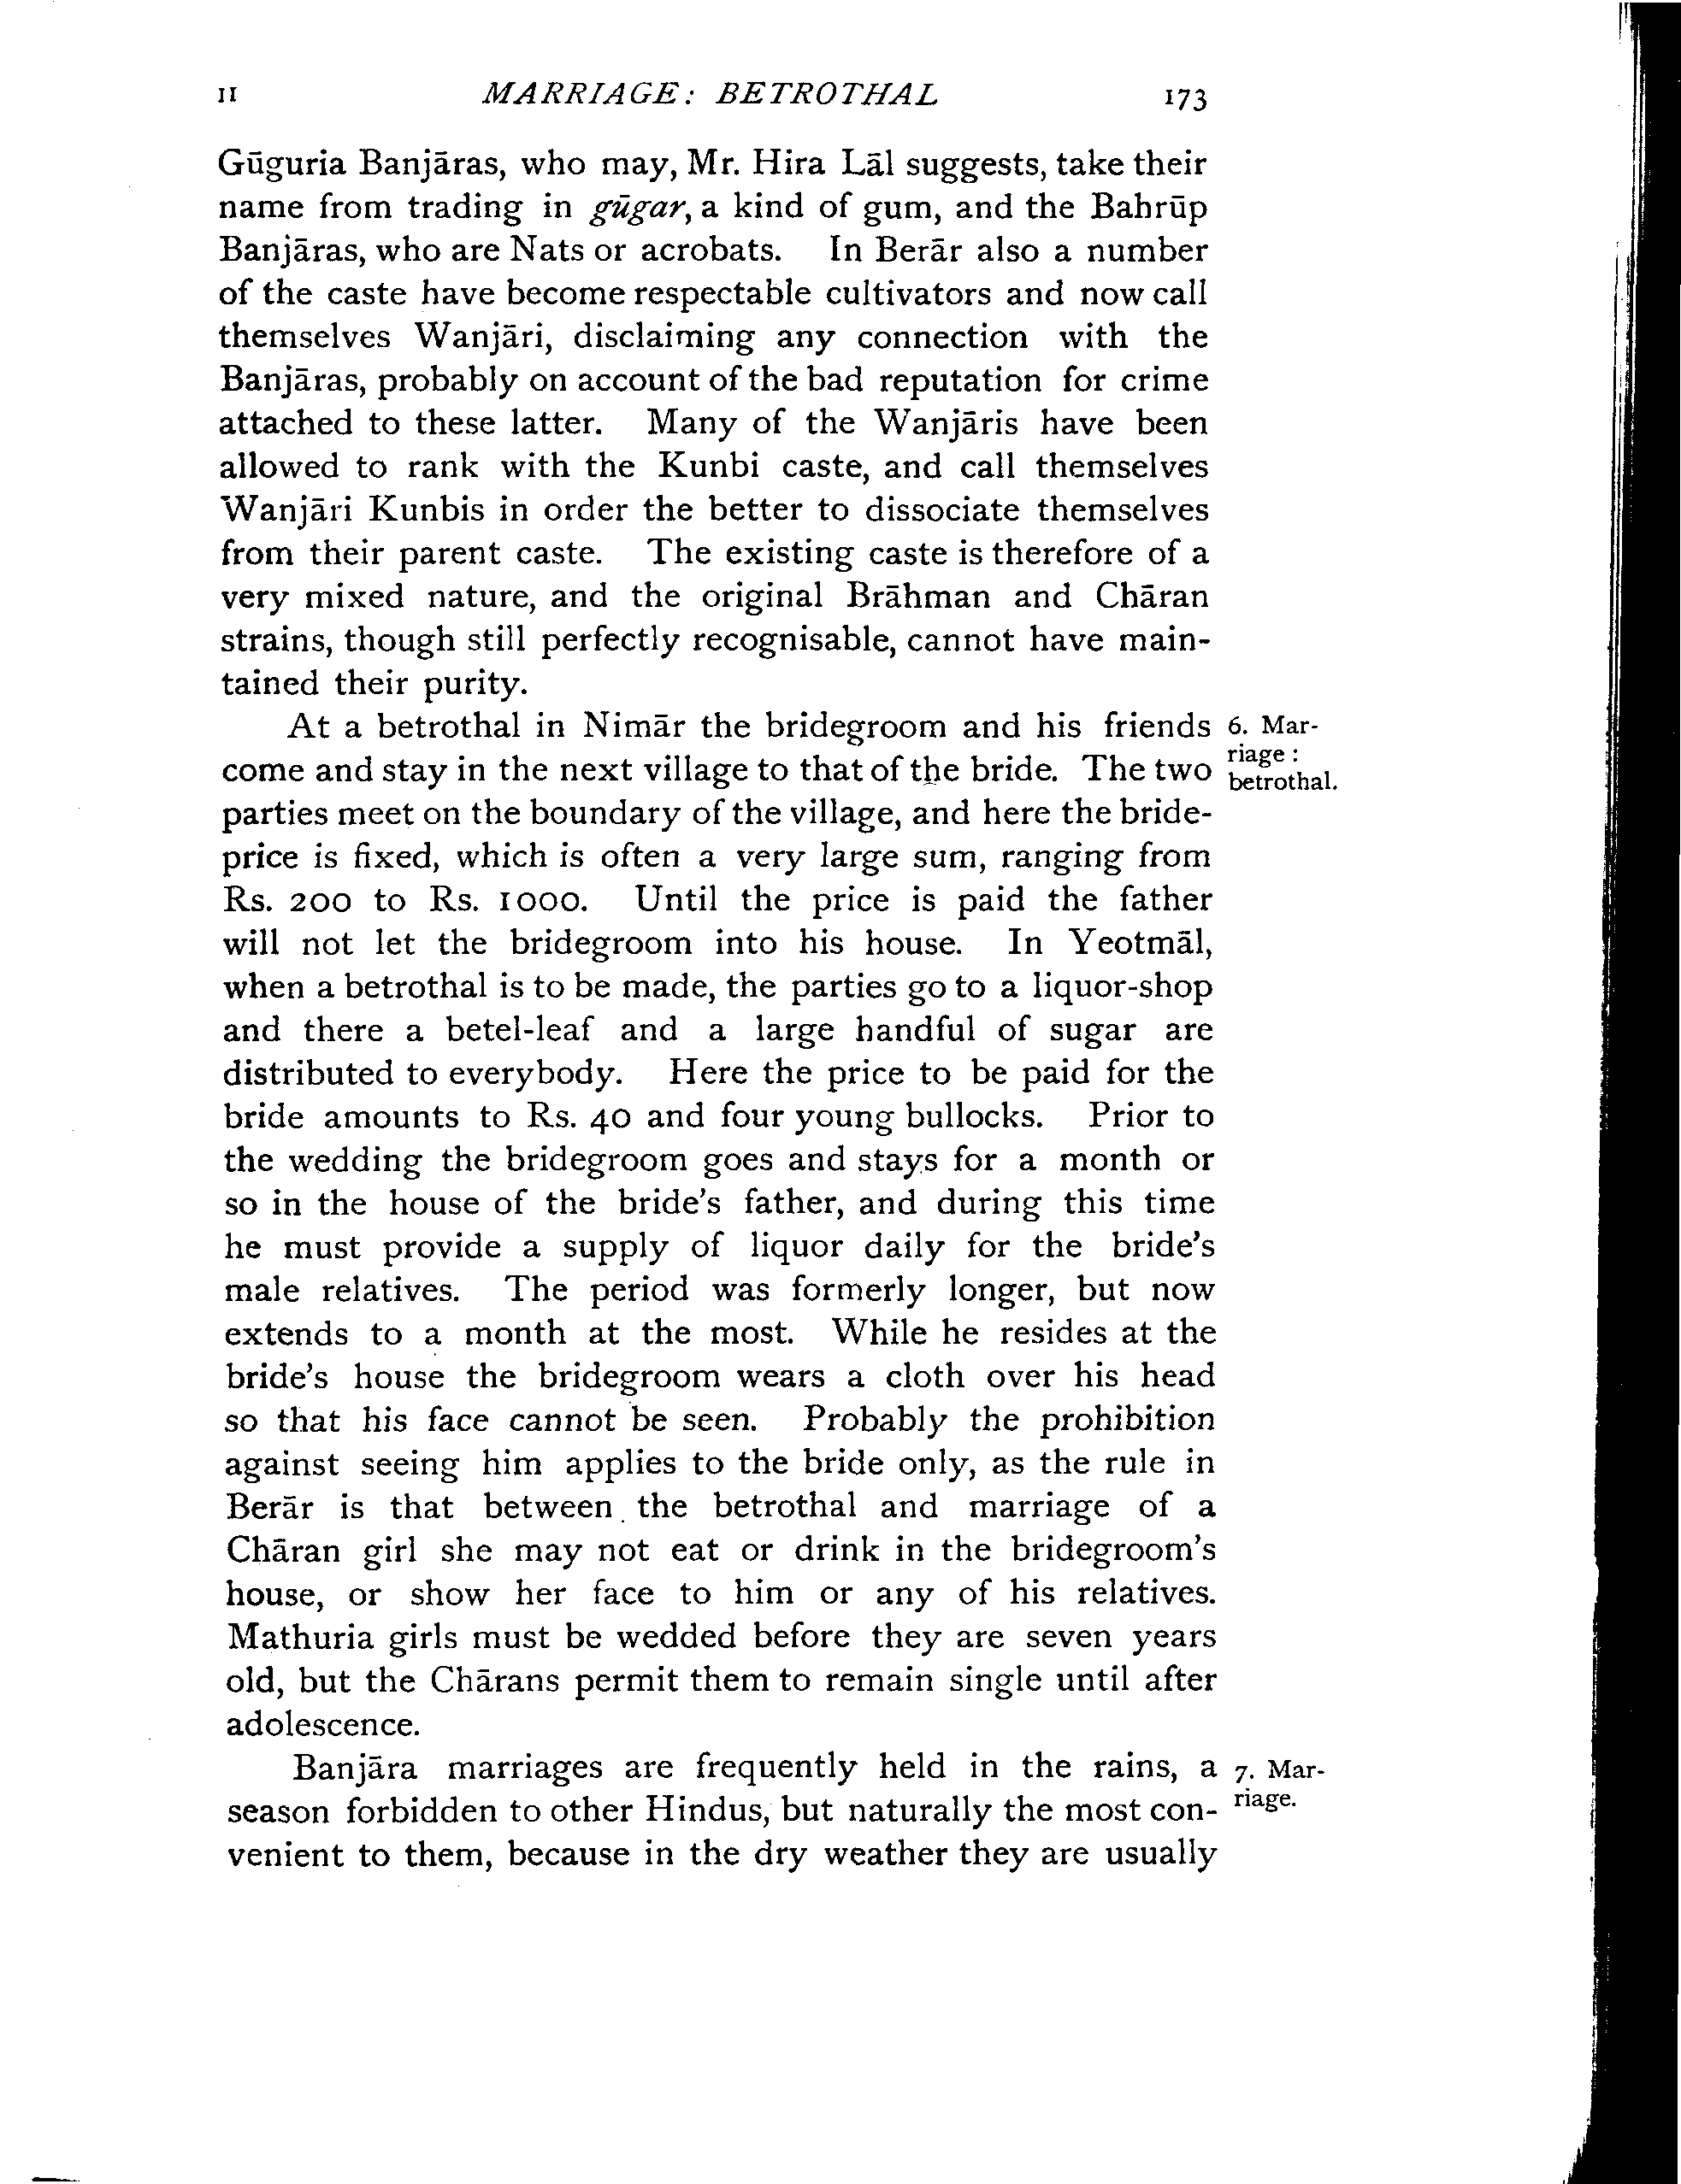 II MARRIAGE: BETROTHAL 173
Gūguria Banjāras, who may, Mr. Hira Lāl suggests, take their
name from trading in gūgar, a kind of gum, and the Bahrūp
Banjāras, who are Nats or acrobats. In Berār also a number
of the caste have become respectable cultivators and now call
themselves Wanjāri, disclaiming any connection with the
Banjāras, probably on account of the bad reputation for crime
attached to these latter. Many of the Wanjāris have been
allowed to rank with the Kunbi caste, and call themselves
Wanjāri Kunbis in order the better to dissociate themselves
from their parent caste. The existing caste is therefore of a
very mixed nature, and the original Brāhman and Chāran
strains, though still perfectly recognisable, cannot have main-
tained their purity.
At a betrothal in Nimār the bridegroom and his friends
6. Mar-
riage :
betrothal.
come and stay in the next village to that of the bride. The two
parties meet on the boundary of the village, and here the bride-
price is fixed, which is often a very large sum, ranging from
Rs. 200 to Rs. 1000. Until the price is paid the father
will not let the bridegroom into his house. In Yeotmāl,
when a betrothal is to be made, the parties go to a liquor-shop
and there a betel-leaf and a large handful of sugar are
distributed to everybody. Here the price to be paid for the
bride amounts to Rs. 40 and four young bullocks. Prior to
the wedding the bridegroom goes and stays for a month or
so in the house of the bride's father, and during this time
he must provide a supply of liquor daily for the bride's
male relatives. The period was formerly longer, but now
extends to a month at the most. While he resides at the
bride's house the bridegroom wears a cloth over his head
so that his face cannot be seen. Probably the prohibition
against seeing him applies to the bride only, as the rule in
Berār is that between the betrothal and marriage of a
Chāran girl she may not eat or drink in the bridegroom's
house, or show her face to him or any of his relatives.
Mathuria girls must be wedded before they are seven years
old, but the Chārans permit them to remain single until after
adolescence.
Banjāra marriages are frequently held in the rains, a
7. Mar-
riage.
season forbidden to other Hindus, but naturally the most con-
venient to them, because in the dry weather they are usually